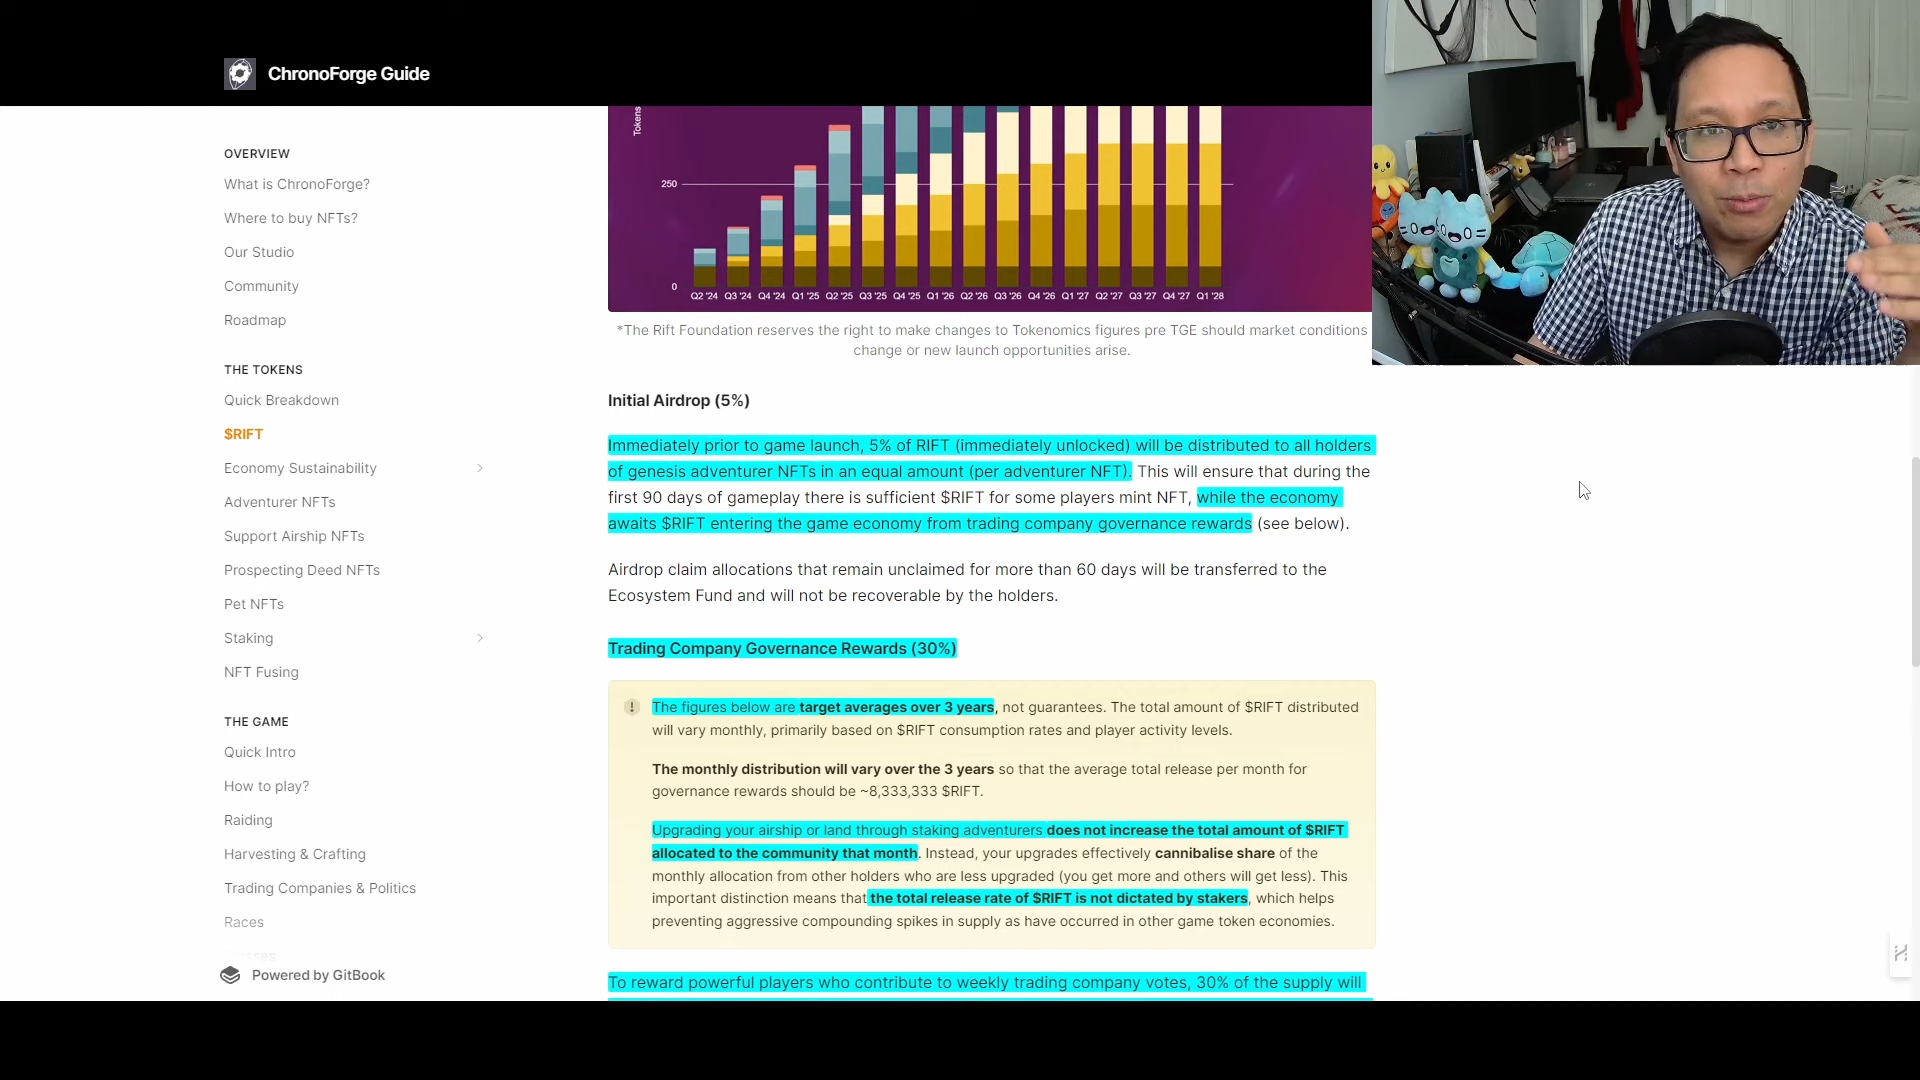 ChronoForge Guide
OVERVIEW
What is ChronoForge?
Where to buy NFTs?
Our Studio
Community
Roadmap
THE TOKENS
Quick Breakdown
$RIFT
Economy Sustainability
Adventurer NFTs
Support Airship NFTs
Prospecting Deed NFTs
Pet NFTs
Staking
NFT Fusing
THE GAME
Quick Intro
How to play?
Raiding
Harvesting & Crafting
Trading Companies & Politics
Races
Powered by GitBook
Tokens
250
0
Q2 '24 Q3 '24 Q4 '24 Q1 '25 Q2 '25 Q3 '25 Q4 '25 Q1 '26 Q2 '26 Q3 '26 Q4 '26 Q1 '27 Q2 '27 Q3 '27 Q4 '27 Q1 '28
*The Rift Foundation reserves the right to make changes to Tokenomics figures pre TGE should market conditions
change or new launch opportunities arise.
Initial Airdrop (5%)
Immediately prior to game launch, 5% of RIFT (immediately unlocked) will be distributed to all holders
of genesis adventurer NFTs in an equal amount (per adventurer NFT). This will ensure that during the
first 90 days of gameplay there is sufficient $RIFT for some players mint NFT, while the economy
awaits $RIFT entering the game economy from trading company governance rewards (see below).
Airdrop claim allocations that remain unclaimed for more than 60 days will be transferred to the
Ecosystem Fund and will not be recoverable by the holders.
Trading Company Governance Rewards (30%)
The figures below are target averages over 3 years, not guarantees. The total amount of $RIFT distributed
will vary monthly, primarily based on $RIFT consumption rates and player activity levels.
The monthly distribution will vary over the 3 years so that the average total release per month for
governance rewards should be ~8,333,333 $RIFT.
Upgrading your airship or land through staking adventurers does not increase the total amount of $RIFT
allocated to the community that month. Instead, your upgrades effectively cannibalise share of the
monthly allocation from other holders who are less upgraded (you get more and others will get less). This
important distinction means that the total release rate of $RIFT is not dictated by stakers, which helps
preventing aggressive compounding spikes in supply as have occurred in other game token economies.
To reward powerful players who contribute to weekly trading company votes, 30% of the supply will